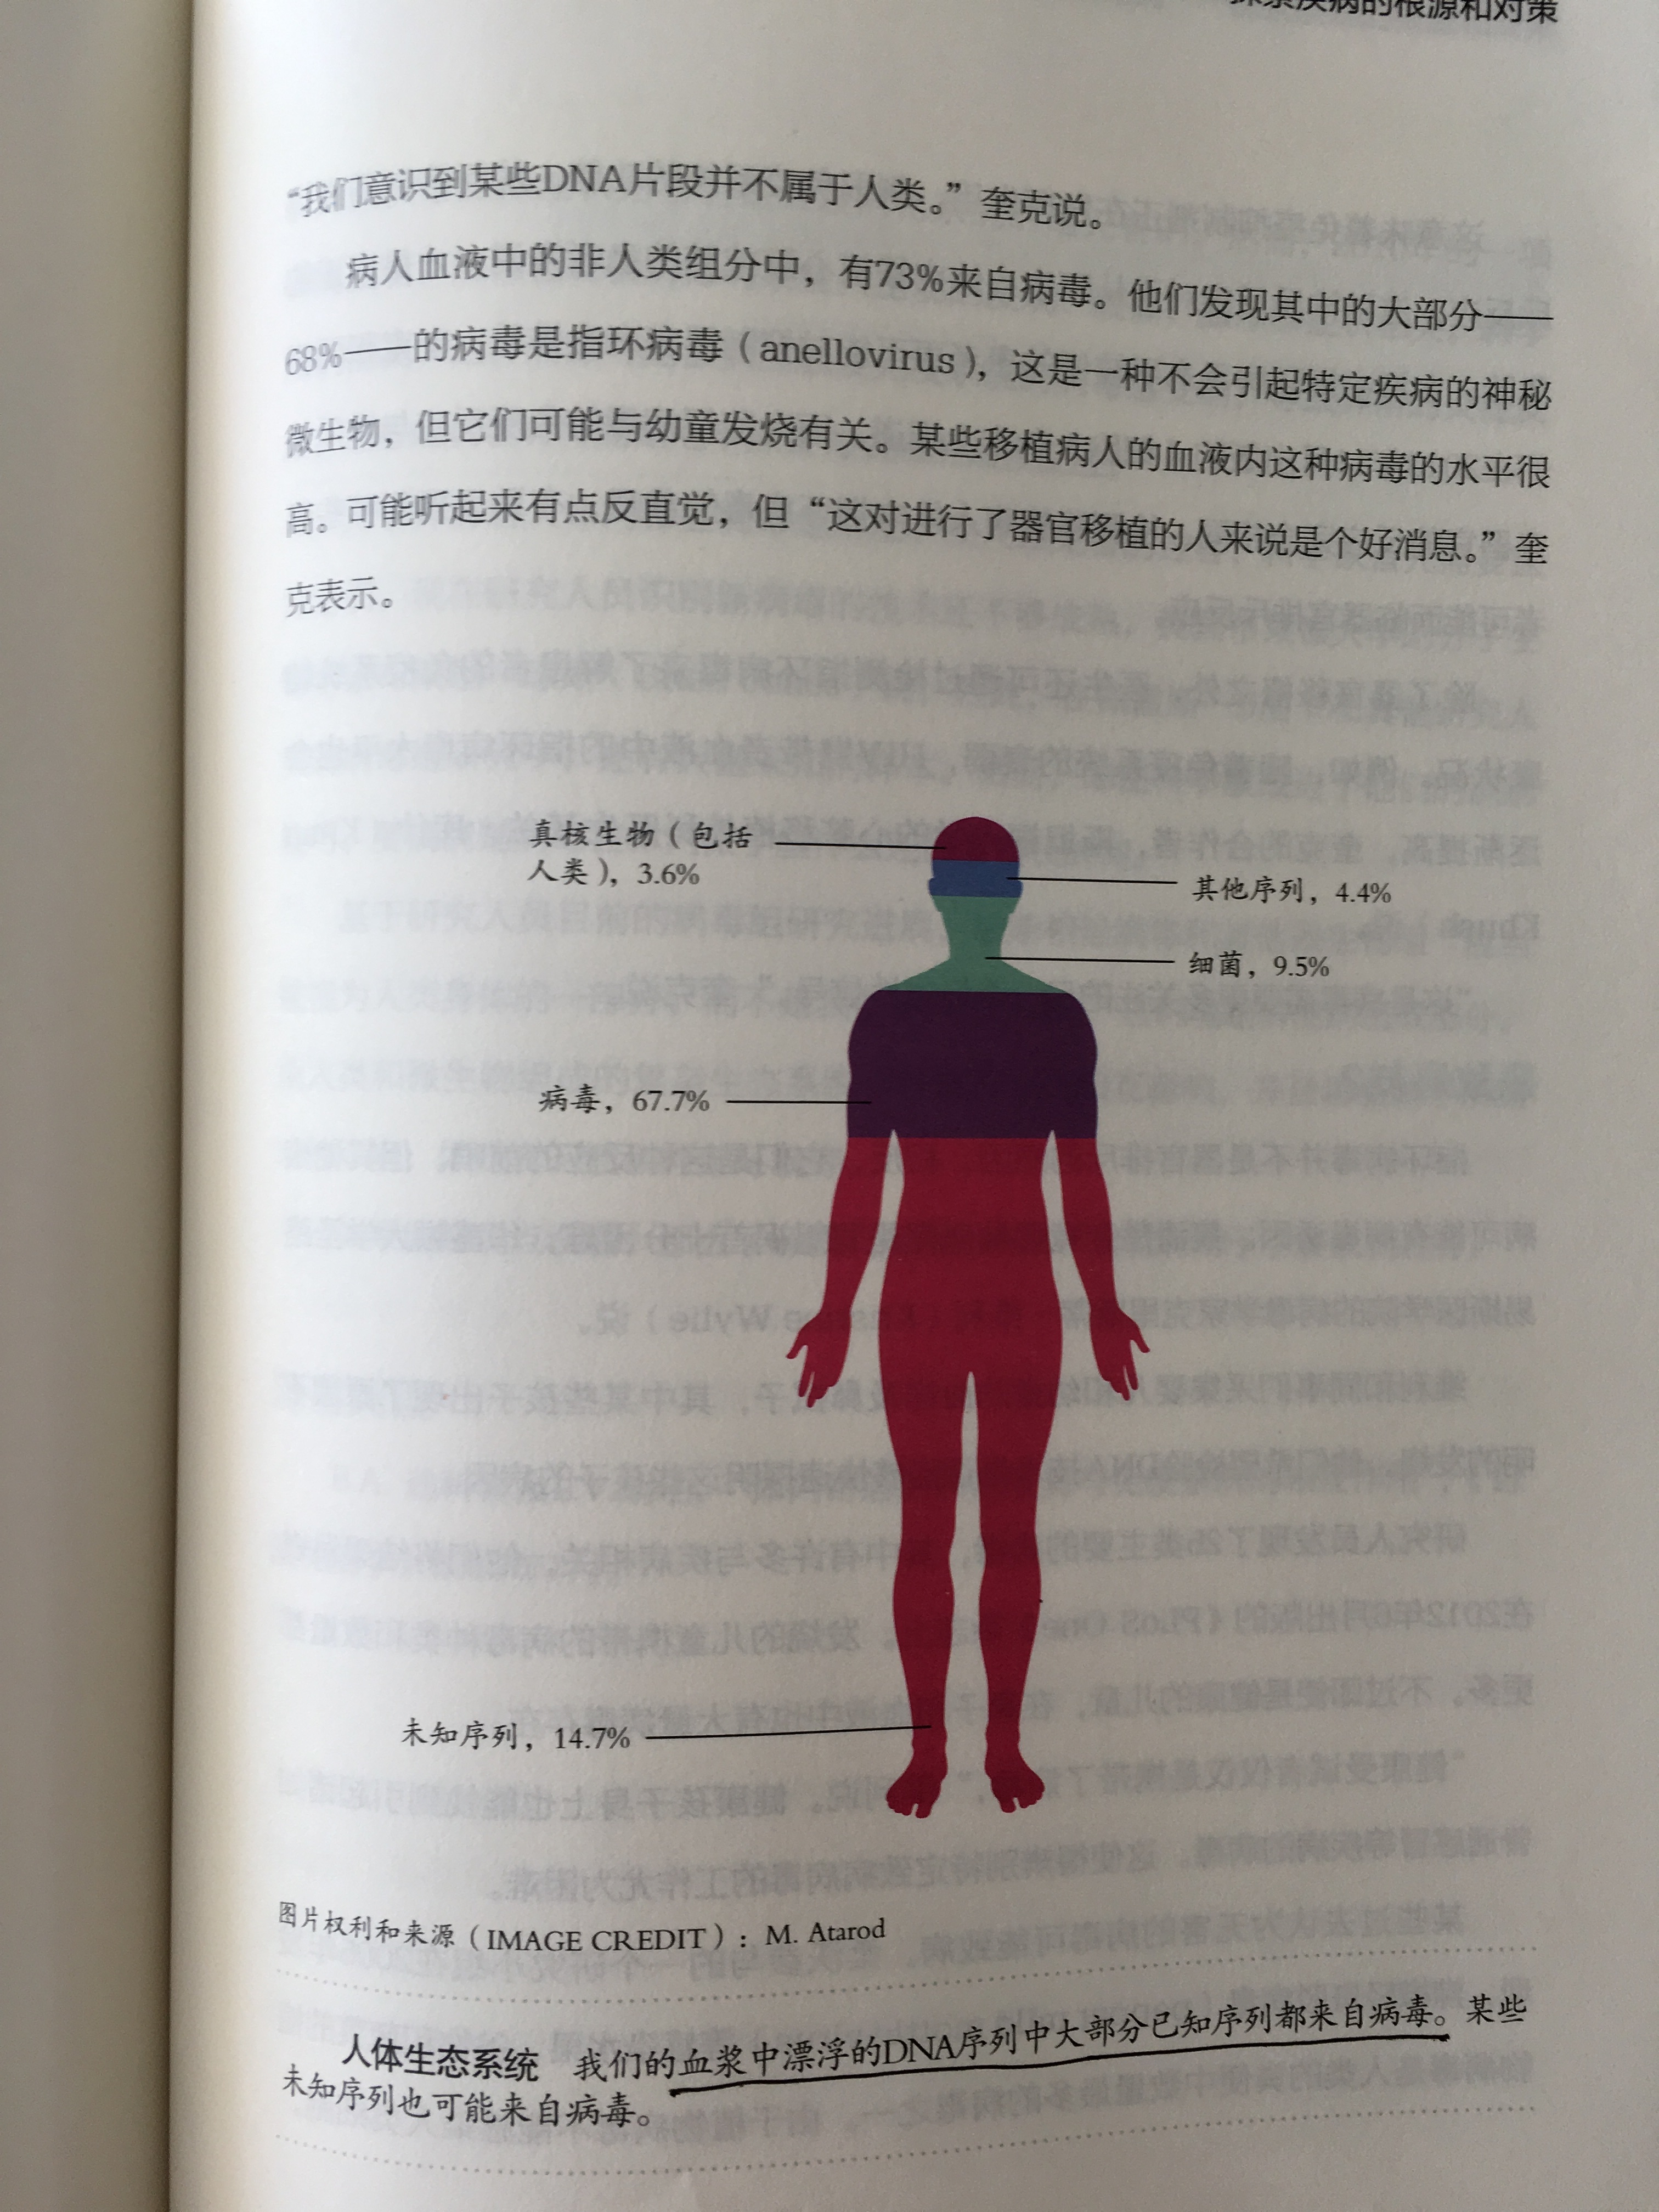 探索疾病的根源和对策
“我们意识到某些DNA片段并不属于人类。”奎克说。
病人血液中的非人类组分中，有73%来自病毒。他们发现其中的大部分——
68%——的病毒是指环病毒（anellovirus），这是一种不会引起特定疾病的神秘
微生物，但它们可能与幼童发烧有关。某些移植病人的血液内这种病毒的水平很
高。可能听起来有点反直觉，但“这对进行了器官移植的人来说是个好消息。”奎
克表示。
真核生物（包括
人类），3.6%
其他序列，4.4%
细菌，9.5%
病毒，67.7%
未知序列，14.7%
图片权利和来源（IMAGE CREDIT）：M. Atarod
人体生态系统 我们的血浆中漂浮的DNA序列中大部分已知序列都来自病毒。某些
未知序列也可能来自病毒。